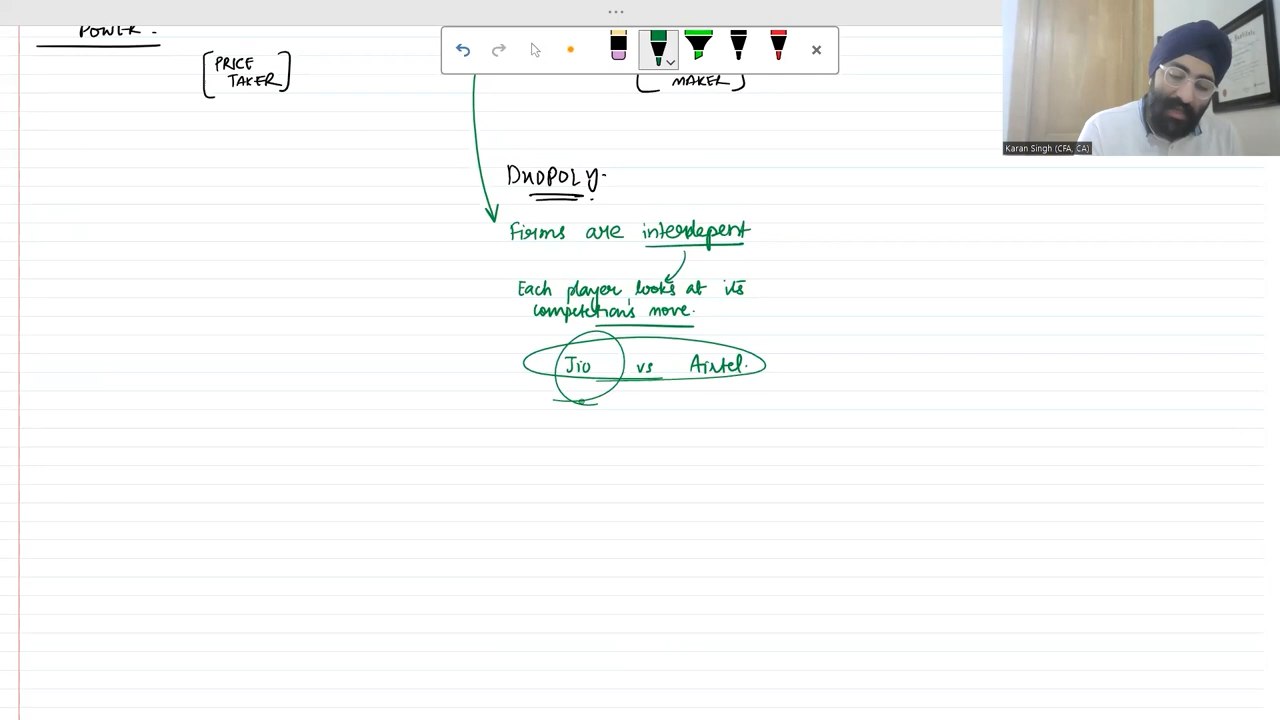 POWER.
[PRICE
TAKER]
[MAKER]
DUOPOLY.
Firms are interdepent
Each player looks at its
competetion's move.
Jio vs Airtel.
Karan Singh (CFA, CA)